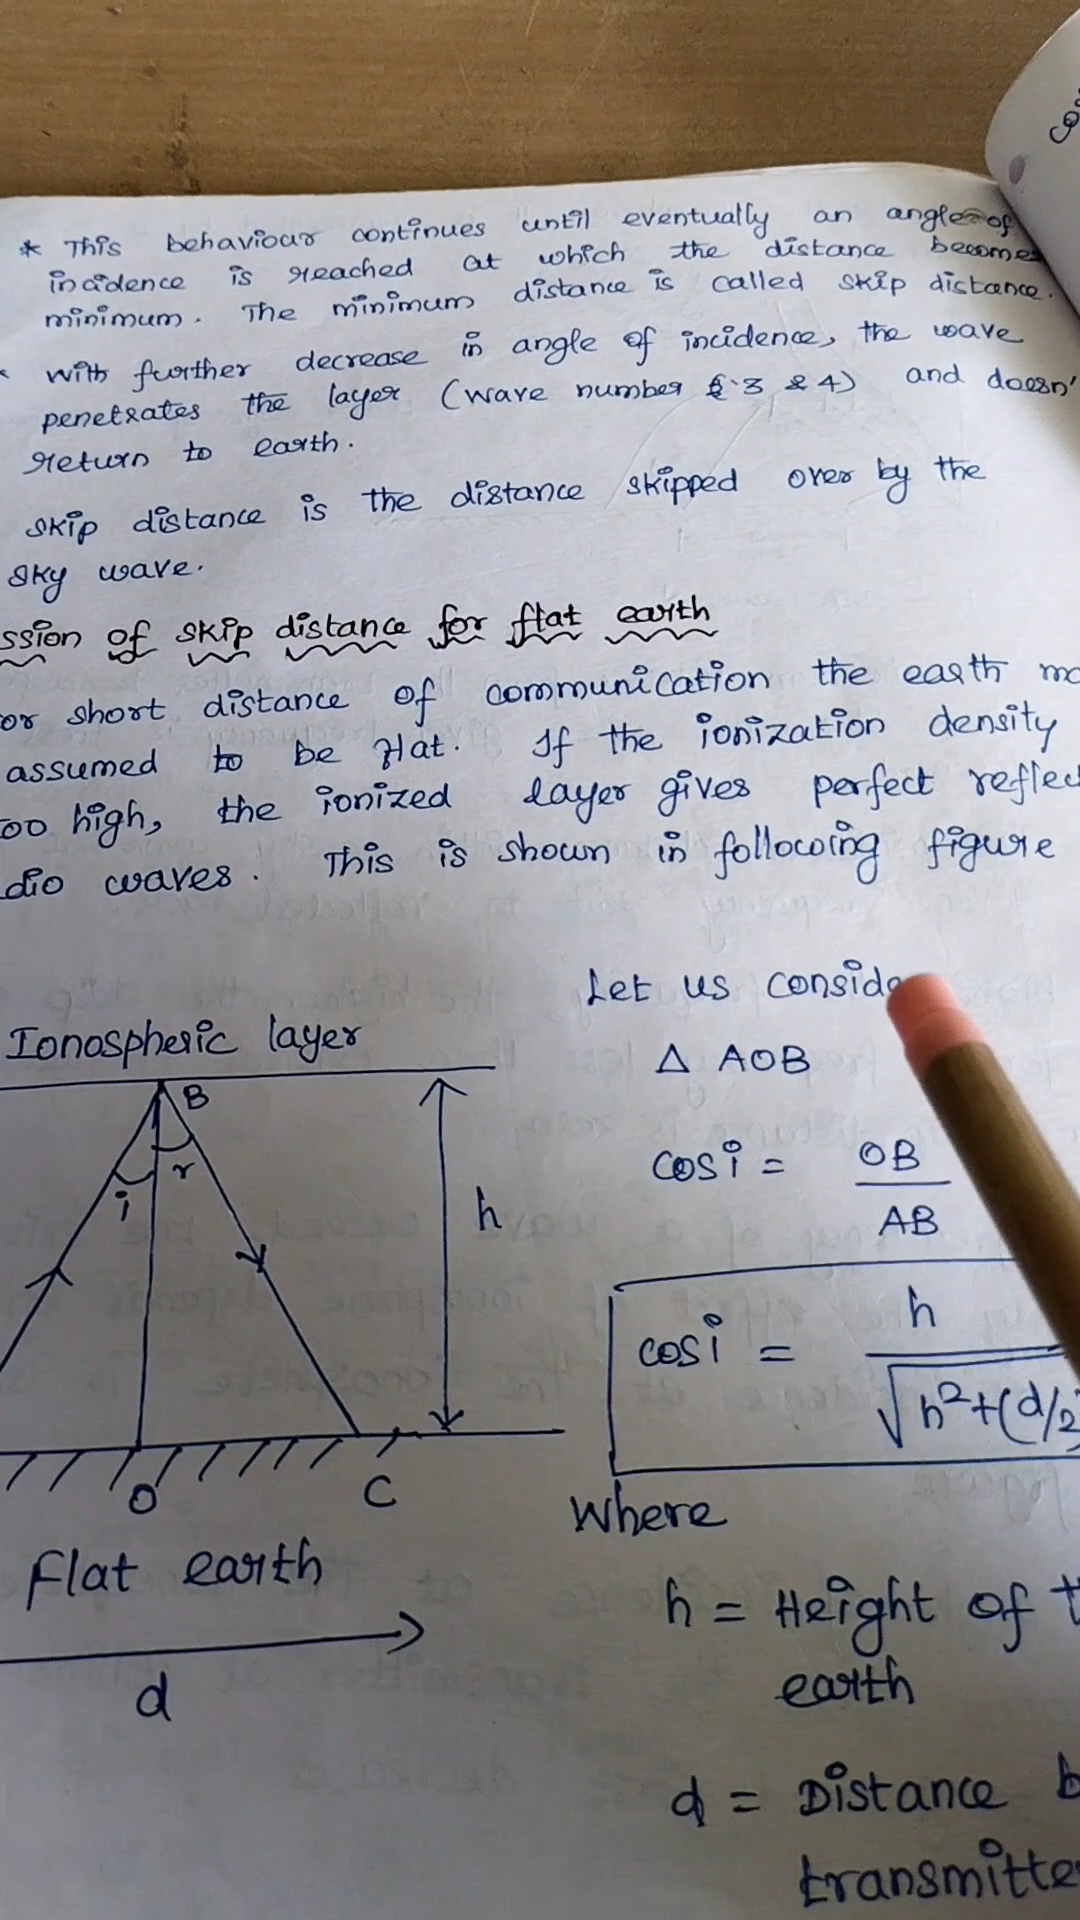 * This behaviour continues until eventually an angle of
incidence is reached at which the distance becomes
minimum. The minimum distance is called skip distance.
* with further decrease in angle of incidence, the wave
penetrates the layer (wave number 3 & 4) and doesn'
return to earth.
skip distance is the distance skipped over by the
sky wave.
ssion of skip distance for flat earth
or short distance of communication the earth
assumed to be flat. If the ionization density
oo high, the ionized layer gives perfect reflec
dio waves. This is shown in following figure
Let us conside
Δ AOB
cos i = OB / AB
cos i = h / √h²+(d/2)
Where
h = Height of t
earth
d = Distance b
transmitte
Ionospheric layer
B
i
r
h
O
C
Flat earth
d